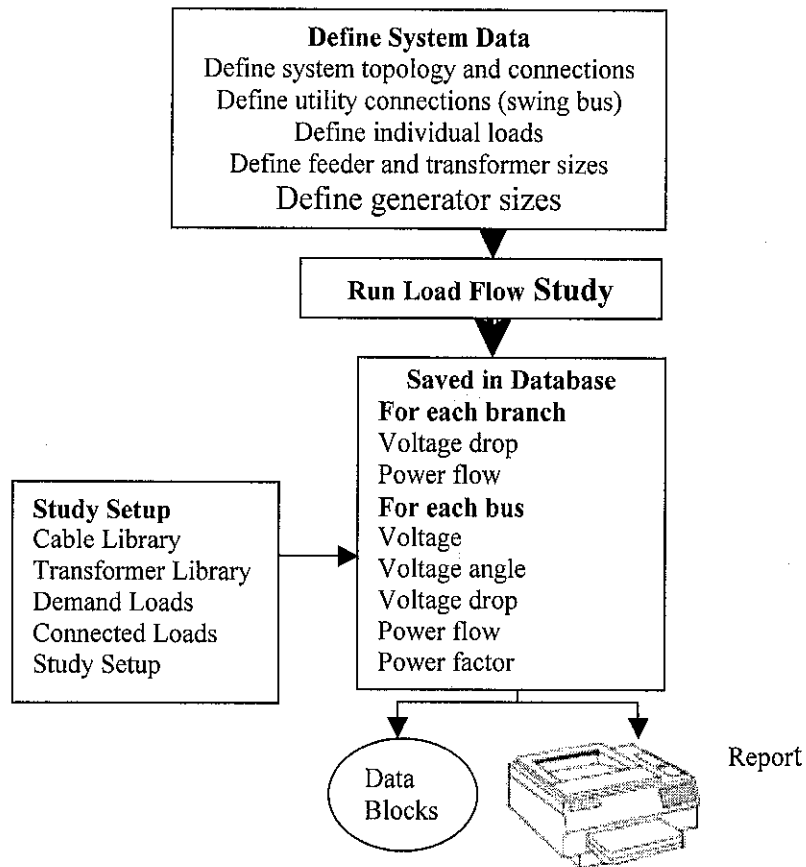 Define System Data
Define system topology and connections
Define utility connections (swing bus)
Define individual loads
Define feeder and transformer sizes
Define generator sizes
Run Load Flow Study
Saved in Database
For each branch
Voltage drop
Power flow
For each bus
Voltage
Voltage angle
Voltage drop
Power flow
Power factor
Study Setup
Cable Library
Transformer Library
Demand Loads
Connected Loads
Study Setup
Data
Blocks
Report